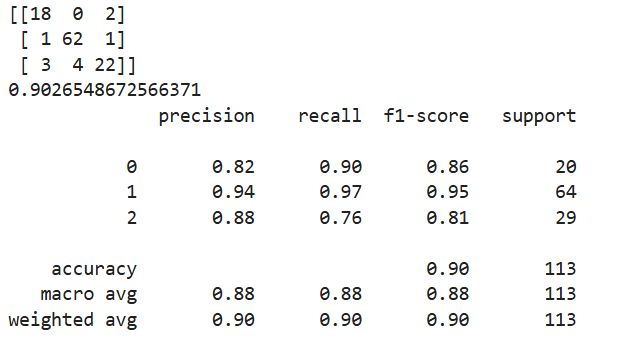 [[18  0  2]
 [ 1 62  1]
 [ 3  4 22]]
0.9026548672566371
              precision    recall  f1-score   support

           0       0.82      0.90      0.86        20
           1       0.94      0.97      0.95        64
           2       0.88      0.76      0.81        29

    accuracy                           0.90       113
   macro avg       0.88      0.88      0.88       113
weighted avg       0.90      0.90      0.90       113